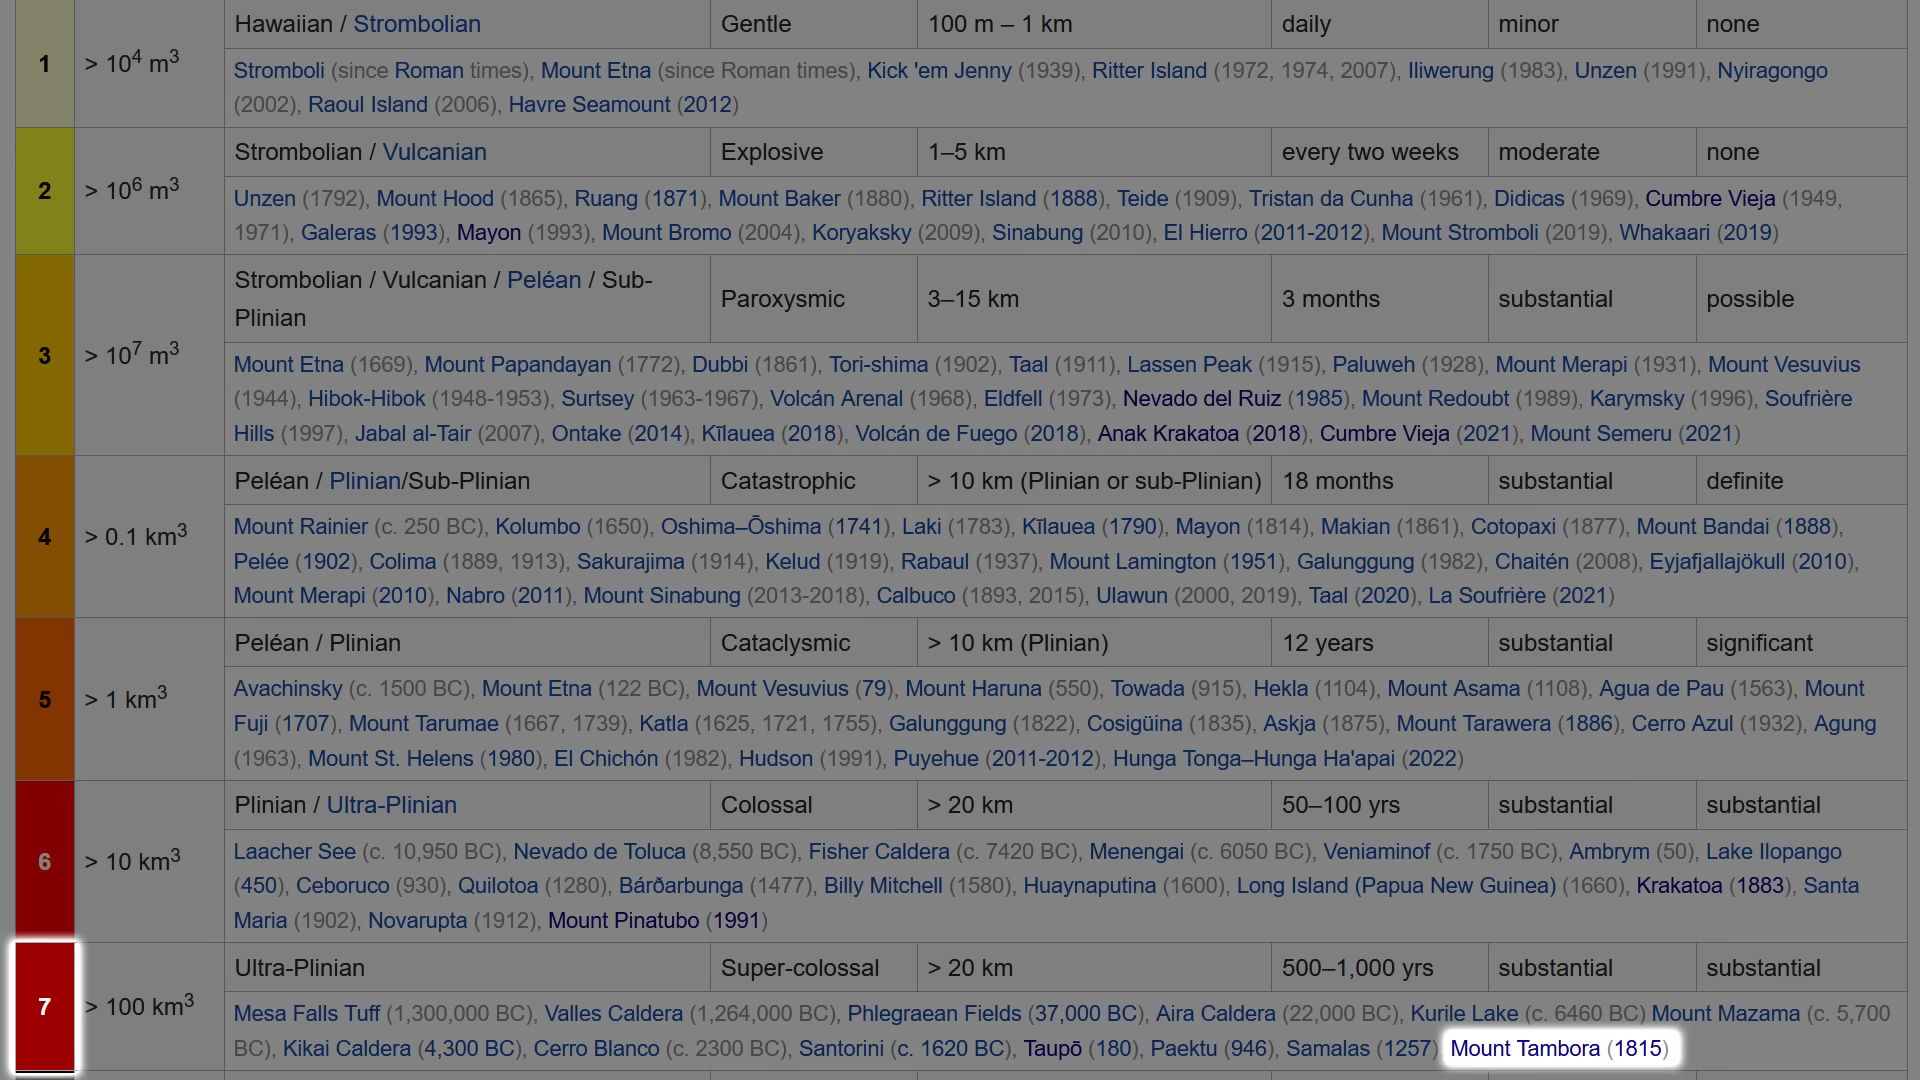 Hawaiian / Strombolian Gentle 100 m – 1 km daily minor none
1 > 10⁴ m³
Stromboli (since Roman times), Mount Etna (since Roman times), Kick 'em Jenny (1939), Ritter Island (1972, 1974, 2007), Iliwerung (1983), Unzen (1991), Nyiragongo
(2002), Raoul Island (2006), Havre Seamount (2012)
Strombolian / Vulcanian Explosive 1–5 km every two weeks moderate none
2 > 10⁶ m³
Unzen (1792), Mount Hood (1865), Ruang (1871), Mount Baker (1880), Ritter Island (1888), Teide (1909), Tristan da Cunha (1961), Didicas (1969), Cumbre Vieja (1949,
1971), Galeras (1993), Mayon (1993), Mount Bromo (2004), Koryaksky (2009), Sinabung (2010), El Hierro (2011-2012), Mount Stromboli (2019), Whakaari (2019)
Strombolian / Vulcanian / Peléan / Sub-
Plinian Paroxysmic 3–15 km 3 months substantial possible
3 > 10⁷ m³
Mount Etna (1669), Mount Papandayan (1772), Dubbi (1861), Tori-shima (1902), Taal (1911), Lassen Peak (1915), Paluweh (1928), Mount Merapi (1931), Mount Vesuvius
(1944), Hibok-Hibok (1948-1953), Surtsey (1963-1967), Volcán Arenal (1968), Eldfell (1973), Nevado del Ruiz (1985), Mount Redoubt (1989), Karymsky (1996), Soufrière
Hills (1997), Jabal al-Tair (2007), Ontake (2014), Kīlauea (2018), Volcán de Fuego (2018), Anak Krakatoa (2018), Cumbre Vieja (2021), Mount Semeru (2021)
Peléan / Plinian/Sub-Plinian Catastrophic > 10 km (Plinian or sub-Plinian) 18 months substantial definite
4 > 0.1 km³
Mount Rainier (c. 250 BC), Kolumbo (1650), Oshima–Ōshima (1741), Laki (1783), Kīlauea (1790), Mayon (1814), Makian (1861), Cotopaxi (1877), Mount Bandai (1888),
Pelée (1902), Colima (1889, 1913), Sakurajima (1914), Kelud (1919), Rabaul (1937), Mount Lamington (1951), Galunggung (1982), Chaitén (2008), Eyjafjallajökull (2010),
Mount Merapi (2010), Nabro (2011), Mount Sinabung (2013-2018), Calbuco (1893, 2015), Ulawun (2000, 2019), Taal (2020), La Soufrière (2021)
Peléan / Plinian Cataclysmic > 10 km (Plinian) 12 years substantial significant
5 > 1 km³
Avachinsky (c. 1500 BC), Mount Etna (122 BC), Mount Vesuvius (79), Mount Haruna (550), Towada (915), Hekla (1104), Mount Asama (1108), Agua de Pau (1563), Mount
Fuji (1707), Mount Tarumae (1667, 1739), Katla (1625, 1721, 1755), Galunggung (1822), Cosigüina (1835), Askja (1875), Mount Tarawera (1886), Cerro Azul (1932), Agung
(1963), Mount St. Helens (1980), El Chichón (1982), Hudson (1991), Puyehue (2011-2012), Hunga Tonga–Hunga Ha'apai (2022)
Plinian / Ultra-Plinian Colossal > 20 km 50–100 yrs substantial substantial
6 > 10 km³
Laacher See (c. 10,950 BC), Nevado de Toluca (8,550 BC), Fisher Caldera (c. 7420 BC), Menengai (c. 6050 BC), Veniaminof (c. 1750 BC), Ambrym (50), Lake Ilopango
(450), Ceboruco (930), Quilotoa (1280), Bárðarbunga (1477), Billy Mitchell (1580), Huaynaputina (1600), Long Island (Papua New Guinea) (1660), Krakatoa (1883), Santa
Maria (1902), Novarupta (1912), Mount Pinatubo (1991)
Ultra-Plinian Super-colossal > 20 km 500–1,000 yrs substantial substantial
7 > 100 km³
Mesa Falls Tuff (1,300,000 BC), Valles Caldera (1,264,000 BC), Phlegraean Fields (37,000 BC), Aira Caldera (22,000 BC), Kurile Lake (c. 6460 BC) Mount Mazama (c. 5,700
BC), Kikai Caldera (4,300 BC), Cerro Blanco (c. 2300 BC), Santorini (c. 1620 BC), Taupō (180), Paektu (946), Samalas (1257) Mount Tambora (1815)